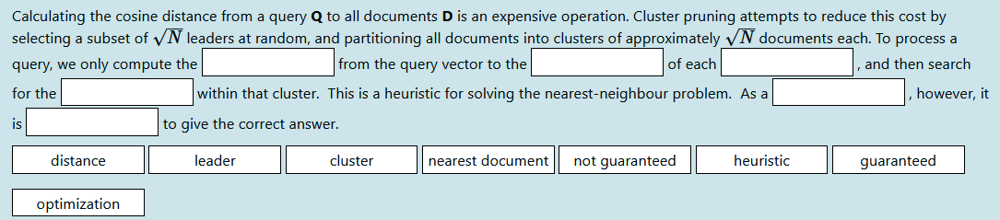 Calculating the cosine distance from a query Q to all documents D is an expensive operation. Cluster pruning attempts to reduce this cost by
selecting a subset of √N leaders at random, and partitioning all documents into clusters of approximately √N documents each. To process a
query, we only compute the from the query vector to the of each , and then search
for the within that cluster. This is a heuristic for solving the nearest-neighbour problem. As a , however, it
is to give the correct answer.
distance leader cluster nearest document not guaranteed heuristic guaranteed
optimization